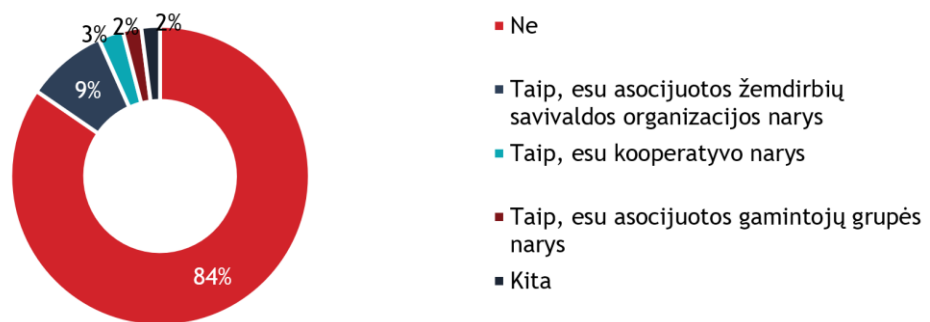 3%
2%
2%
9%
84%
Ne
Taip, esu asocijuotos žemdirbių
savivaldos organizacijos narys
Taip, esu kooperatyvo narys
Taip, esu asocijuotos gamintojų grupės
narys
Kita